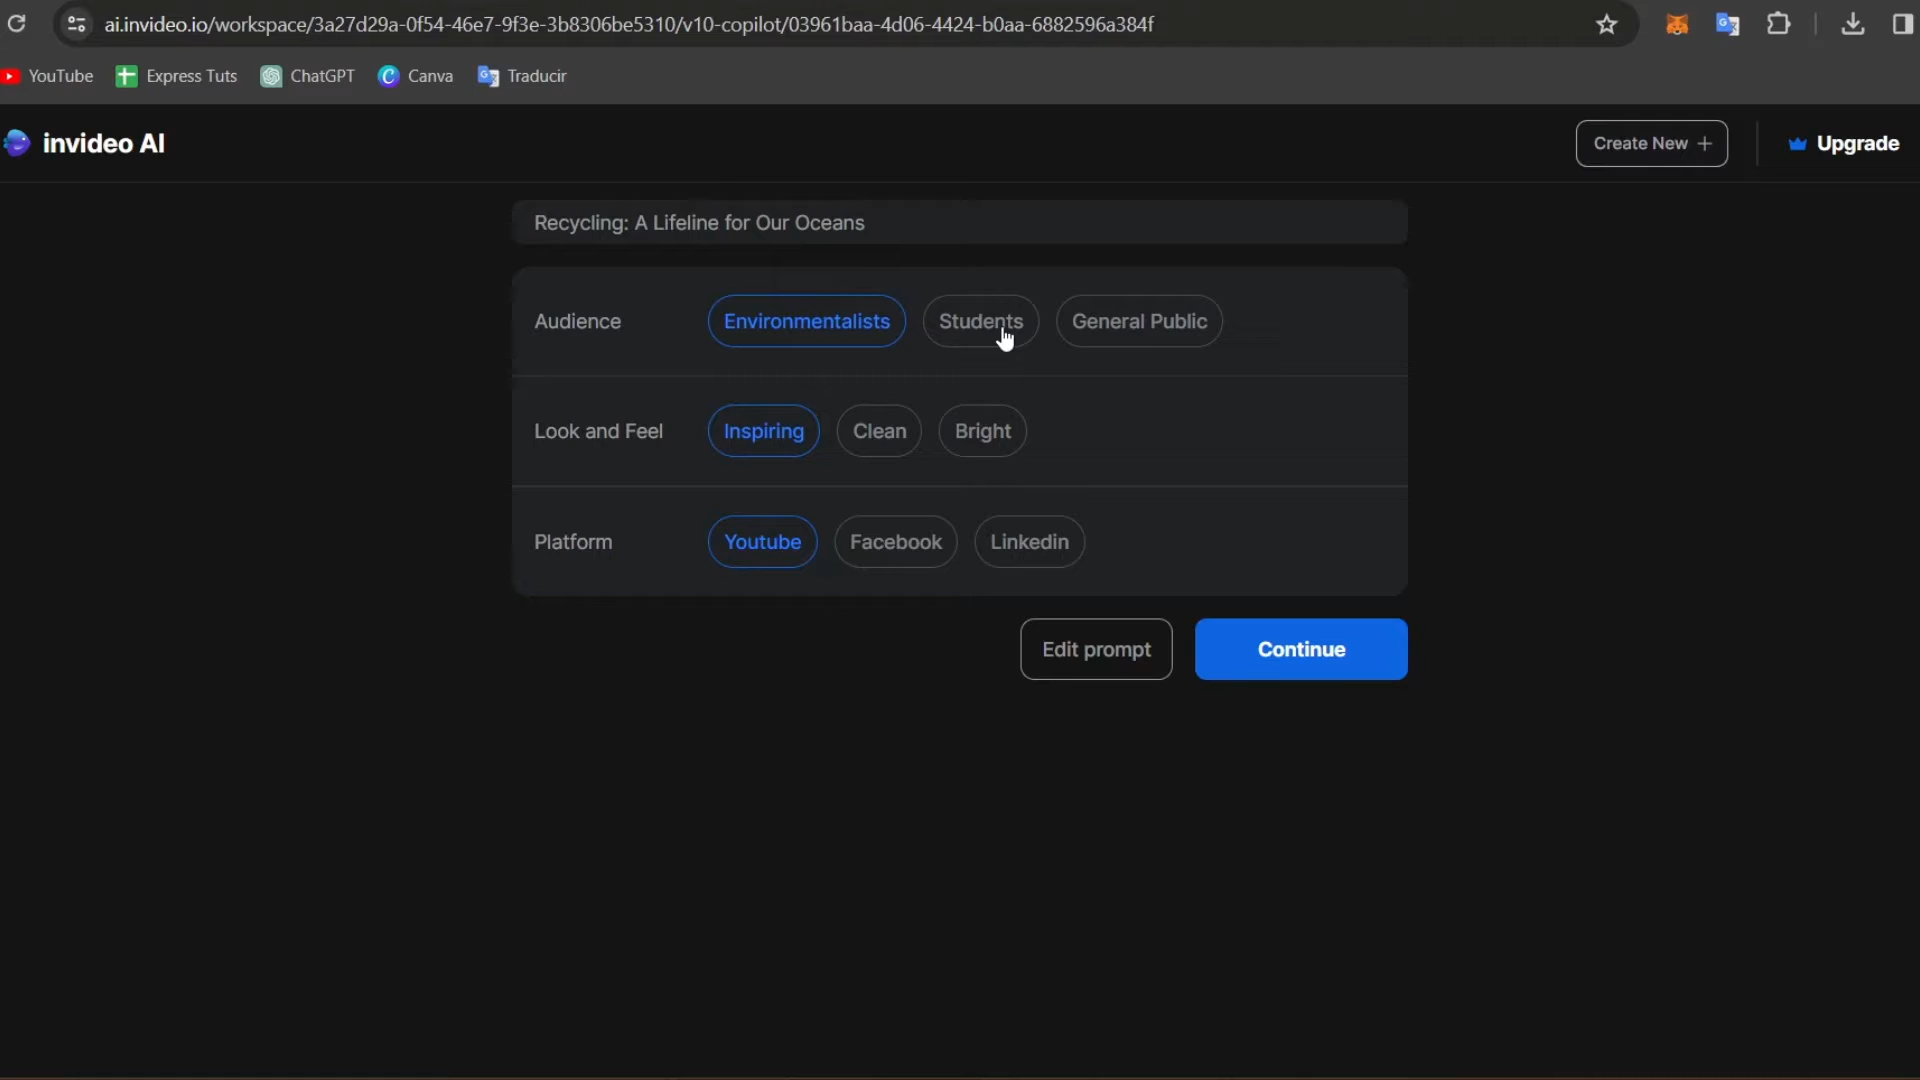 ai.invideo.io/workspace/3a27d29a-0f54-46e7-9f3e-3b8306be5310/v10-copilot/03961baa-4d06-4424-b0aa-6882596a384f
YouTube Express Tuts ChatGPT Canva Traducir
invideo AI Create New + Upgrade
Recycling: A Lifeline for Our Oceans
Audience Environmentalists Students General Public
Look and Feel Inspiring Clean Bright
Platform Youtube Facebook Linkedin
Edit prompt Continue